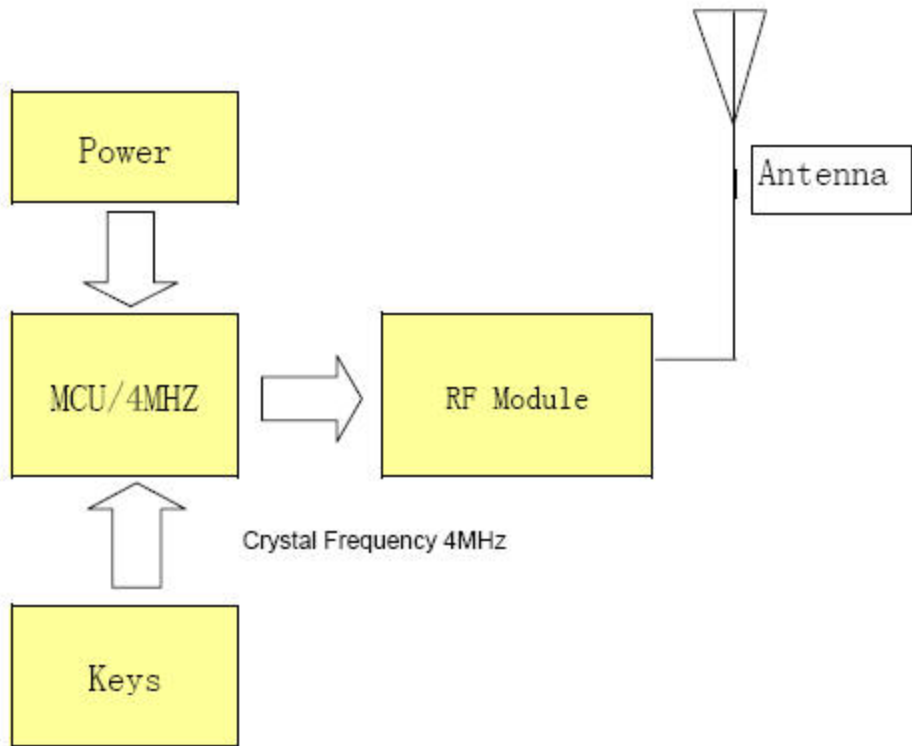 Power
Antenna
MCU/4MHZ
RF Module
Crystal Frequency 4MHz
Keys